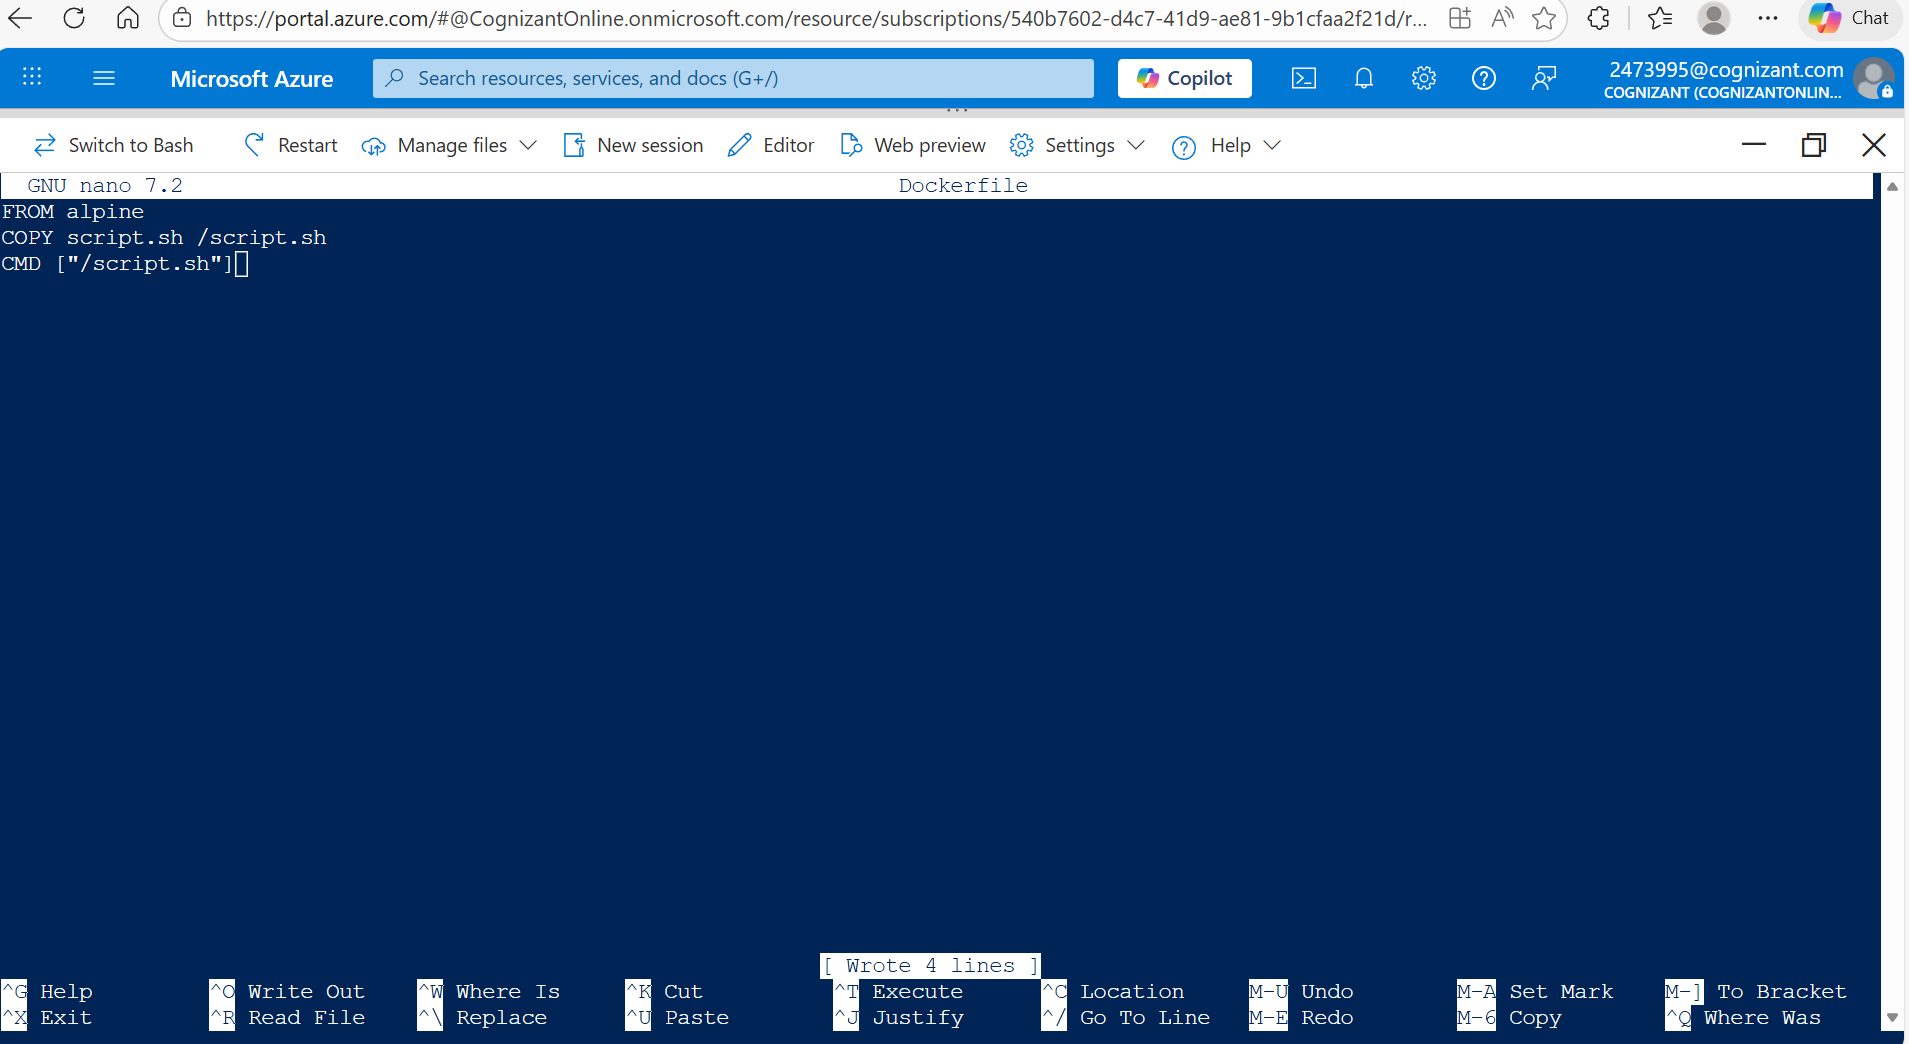 https://portal.azure.com/#@CognizantOnline.onmicrosoft.com/resource/subscriptions/540b7602-d4c7-41d9-ae81-9b1cfaa2f21d/r... Chat
Microsoft Azure Search resources, services, and docs (G+/) Copilot 2473995@cognizant.com
COGNIZANT (COGNIZANTONLIN...
Switch to Bash Restart Manage files New session Editor Web preview Settings Help
GNU nano 7.2 Dockerfile
FROM alpine
COPY script.sh /script.sh
CMD ["/script.sh"]
[ Wrote 4 lines ]
^G Help ^O Write Out ^W Where Is ^K Cut ^T Execute ^C Location M-U Undo M-A Set Mark M-] To Bracket
^X Exit ^R Read File ^\ Replace ^U Paste ^J Justify ^/ Go To Line M-E Redo M-6 Copy ^Q Where Was